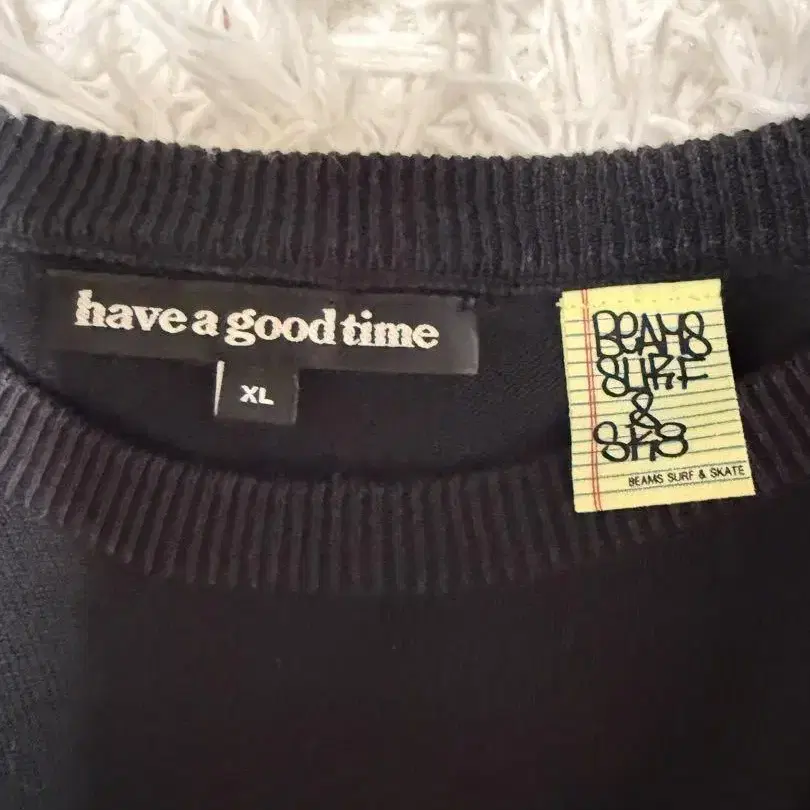 have a good time
XL
BEAMS
SURF
&
SK8
BEAMS SURF & SKATE